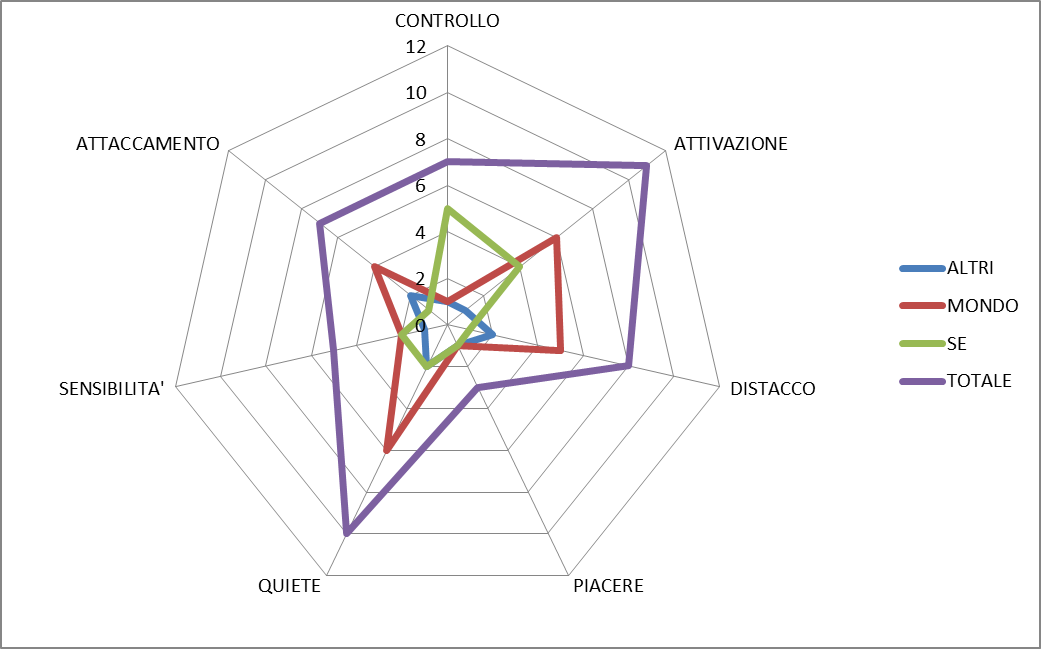 CONTROLLO
12
10
8
6
4
2
0
ATTIVAZIONE
DISTACCO
PIACERE
QUIETE
SENSIBILITA'
ATTACCAMENTO
ALTRI
MONDO
SE
TOTALE